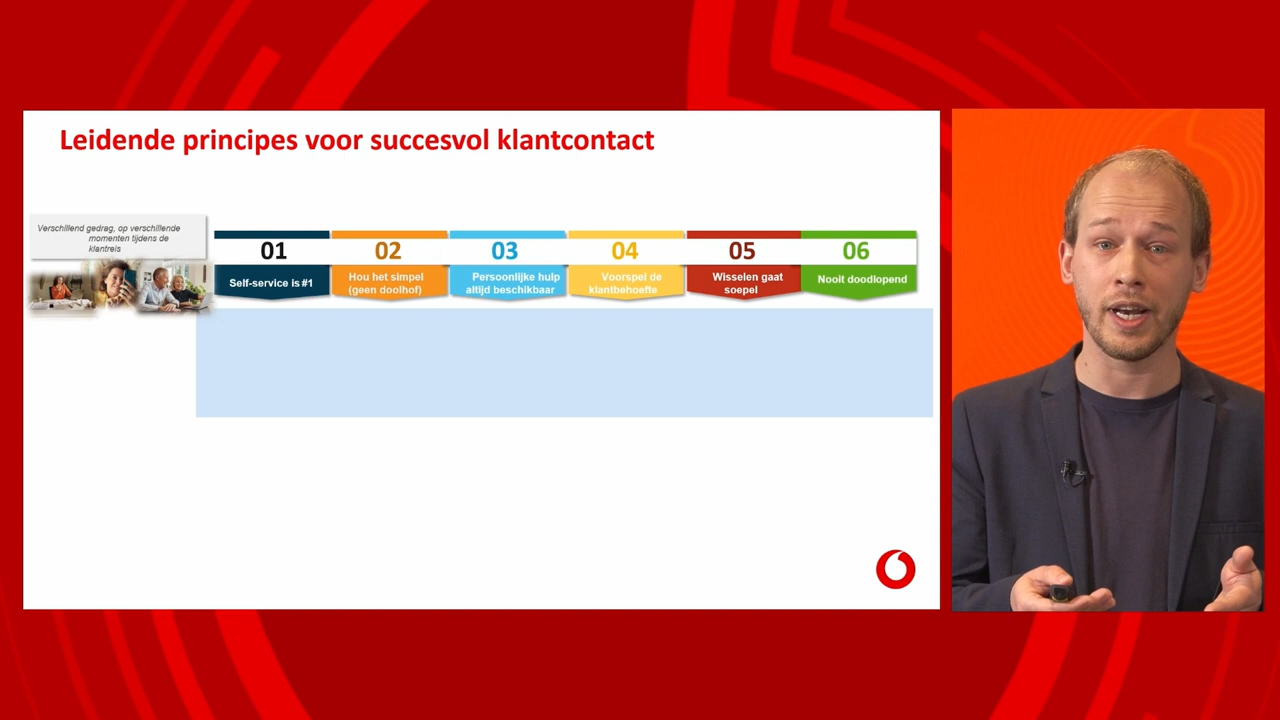 Leidende principes voor succesvol klantcontact
Verschillend gedrag, op verschillende
momenten tijdens de
klantreis
01
Self-service is #1
02
Hou het simpel
(geen doolhof)
03
Persoonlijke hulp
altijd beschikbaar
04
Voorspel de
klantbehoefte
05
Wisselen gaat
soepel
06
Nooit doodlopend